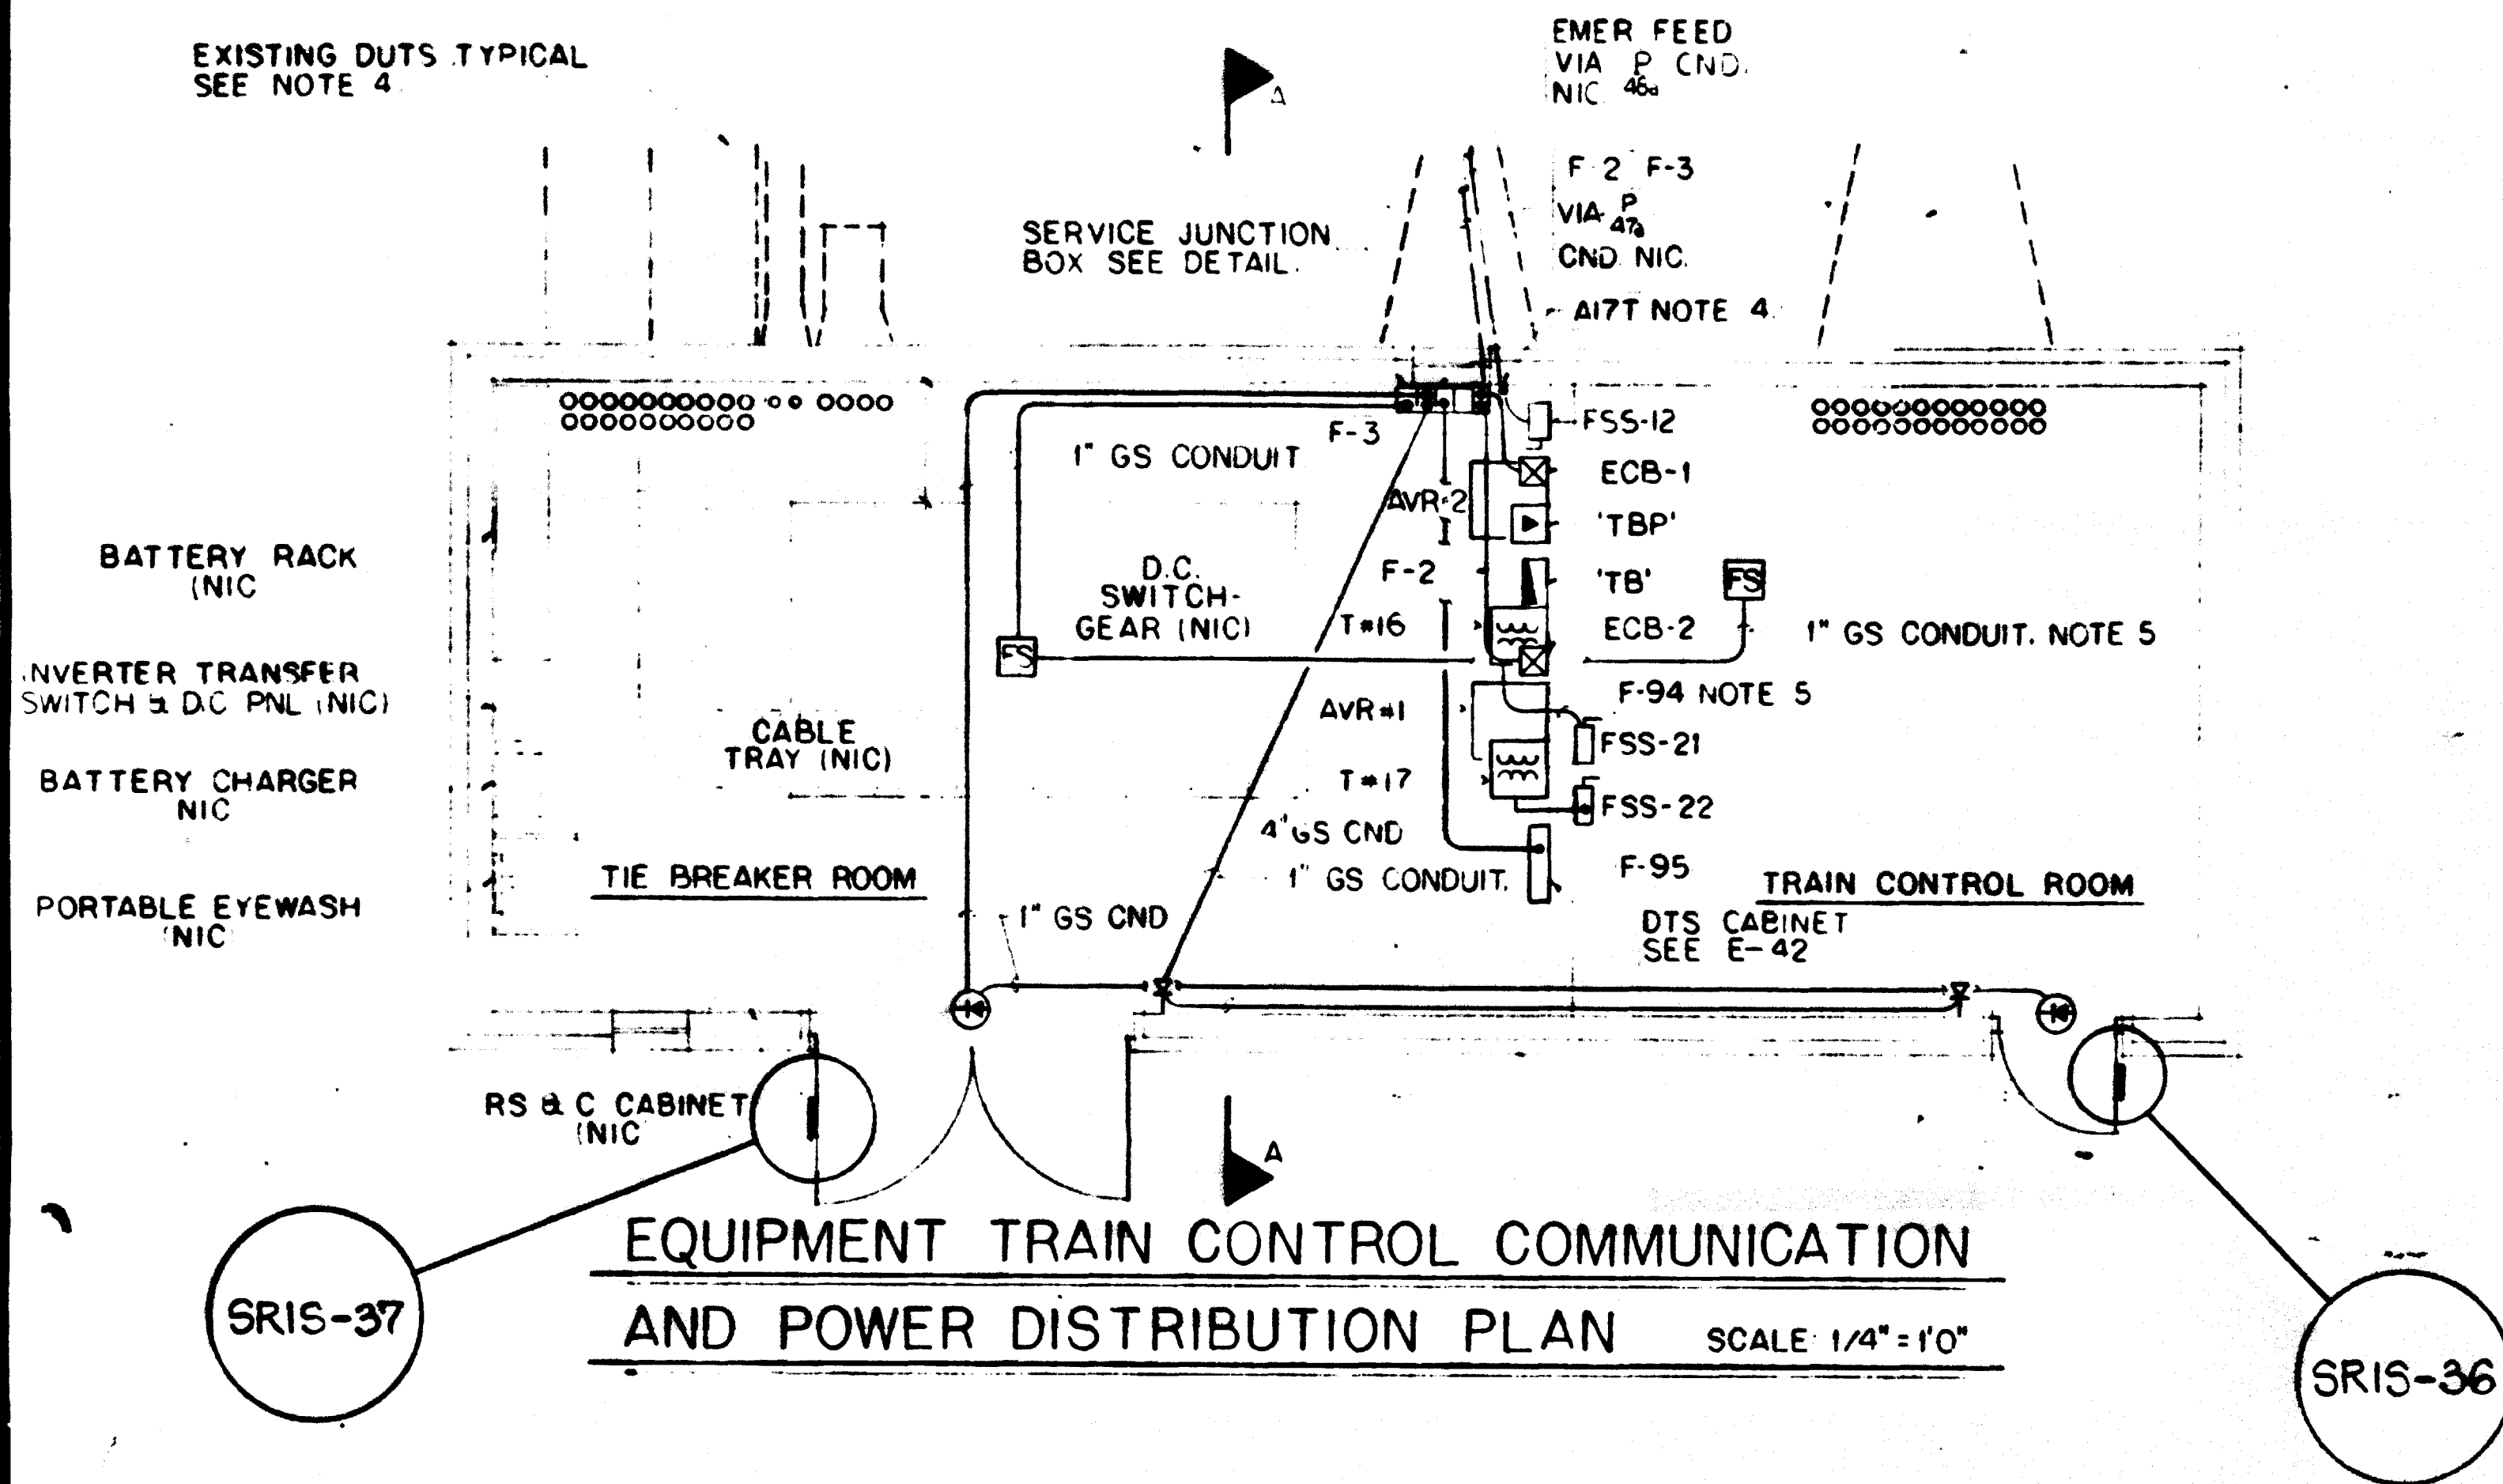 EXISTING DUTS TYPICAL
SEE NOTE 4
A
EMER FEED
VIA P CND.
NIC
F-2 F-3
VIA P
CND NIC.
SERVICE JUNCTION
BOX SEE DETAIL.
A17T NOTE 4
F-3
FSS-12
1" GS CONDUIT
ECB-1
AVR-2
'TBP'
BATTERY RACK
(NIC
D.C.
SWITCH-
GEAR (NIC)
F-2
'TB'
FS
T#16
ECB-2
1" GS CONDUIT. NOTE 5
FS
INVERTER TRANSFER
SWITCH & D.C PNL (NIC)
F-94 NOTE 5
AVR#1
CABLE
TRAY (NIC)
FSS-21
BATTERY CHARGER
NIC
T#17
FSS-22
4" GS CND
TIE BREAKER ROOM
1" GS CONDUIT.
F-95
TRAIN CONTROL ROOM
PORTABLE EYEWASH
(NIC
1" GS CND
DTS CABINET
SEE E-42
RS & C CABINET
(NIC
A
SRIS-37
EQUIPMENT TRAIN CONTROL COMMUNICATION
AND POWER DISTRIBUTION PLAN SCALE: 1/4" = 1'0"
SRIS-36